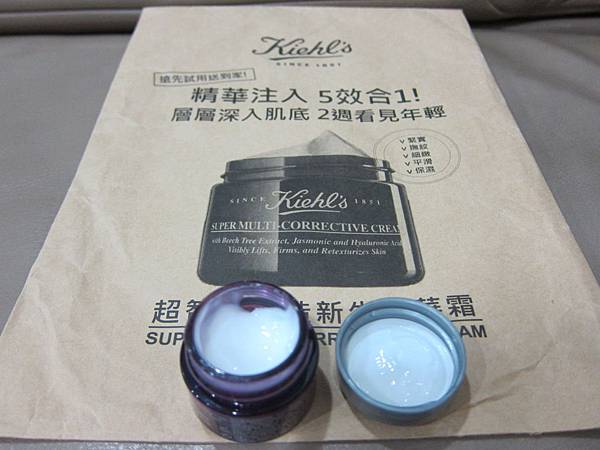 Kiehl's
SINCE 1851
搶先試用送到家!
精華注入 5效合1!
層層深入肌底 2週看見年輕
緊實
撫紋
細緻
平滑
保濕
SINCE Kiehl's 1851
SUPER MULTI-CORRECTIVE CREAM
with Beech Tree Extract, Jasmonic and Hyaluronic Acid
Visibly Lifts, Firms, and Retexturizes Skin
超 新 霜